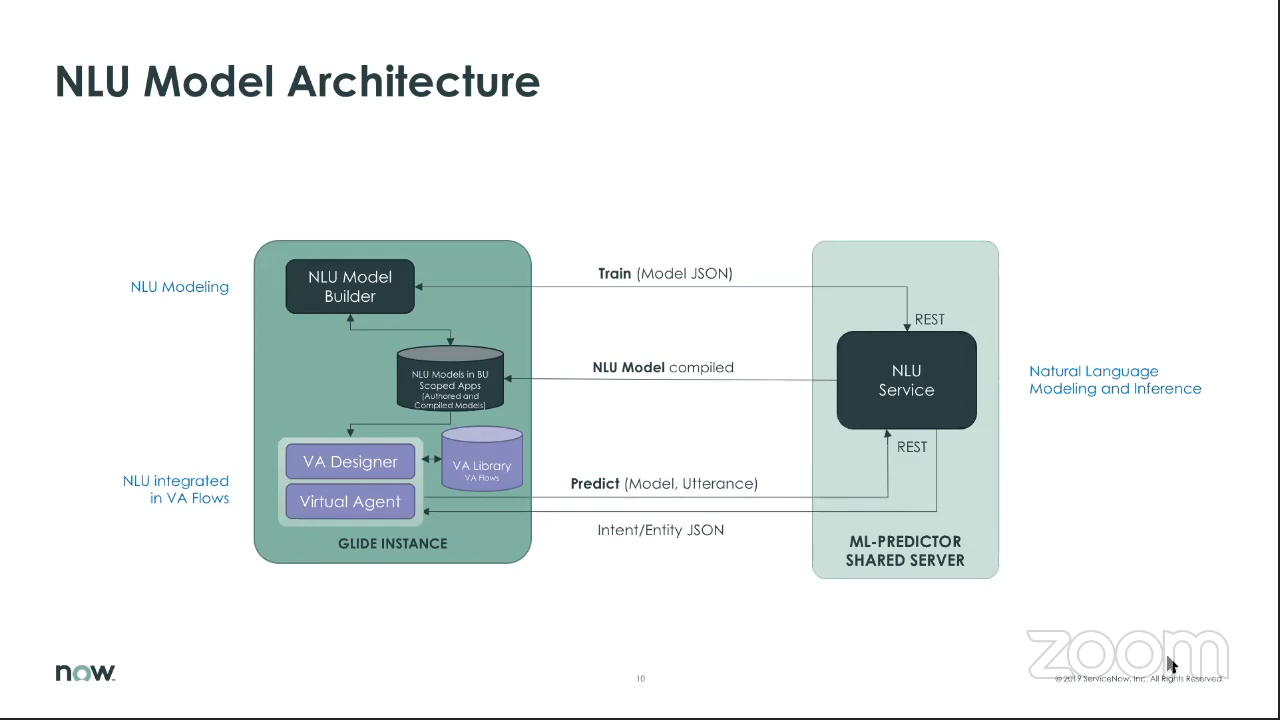 NLU Model Architecture
NLU Modeling
NLU Model
Builder
Train (Model JSON)
REST
NLU Models in BU
Scoped Apps
(Authored and
Compiled Models)
NLU Model compiled
NLU
Service
Natural Language
Modeling and Inference
NLU integrated
in VA Flows
VA Designer
Virtual Agent
VA Library
VA Flows
REST
Predict (Model, Utterance)
Intent/Entity JSON
GLIDE INSTANCE
ML-PREDICTOR
SHARED SERVER
now
10
zoom
© 2019 ServiceNow, Inc. All Rights Reserved.